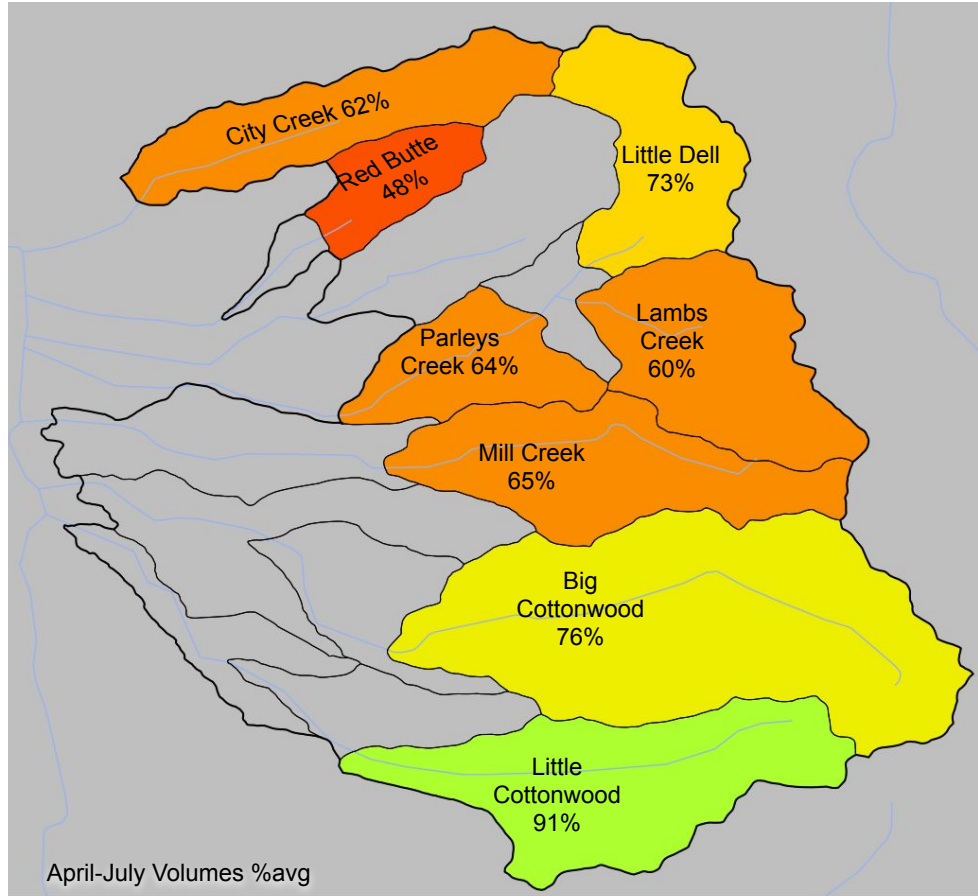 City Creek 62%
Red Butte
48%
Little Dell
73%
Parleys
Creek 64%
Lambs
Creek
60%
Mill Creek
65%
Big
Cottonwood
76%
Little
Cottonwood
91%
April-July Volumes %avg